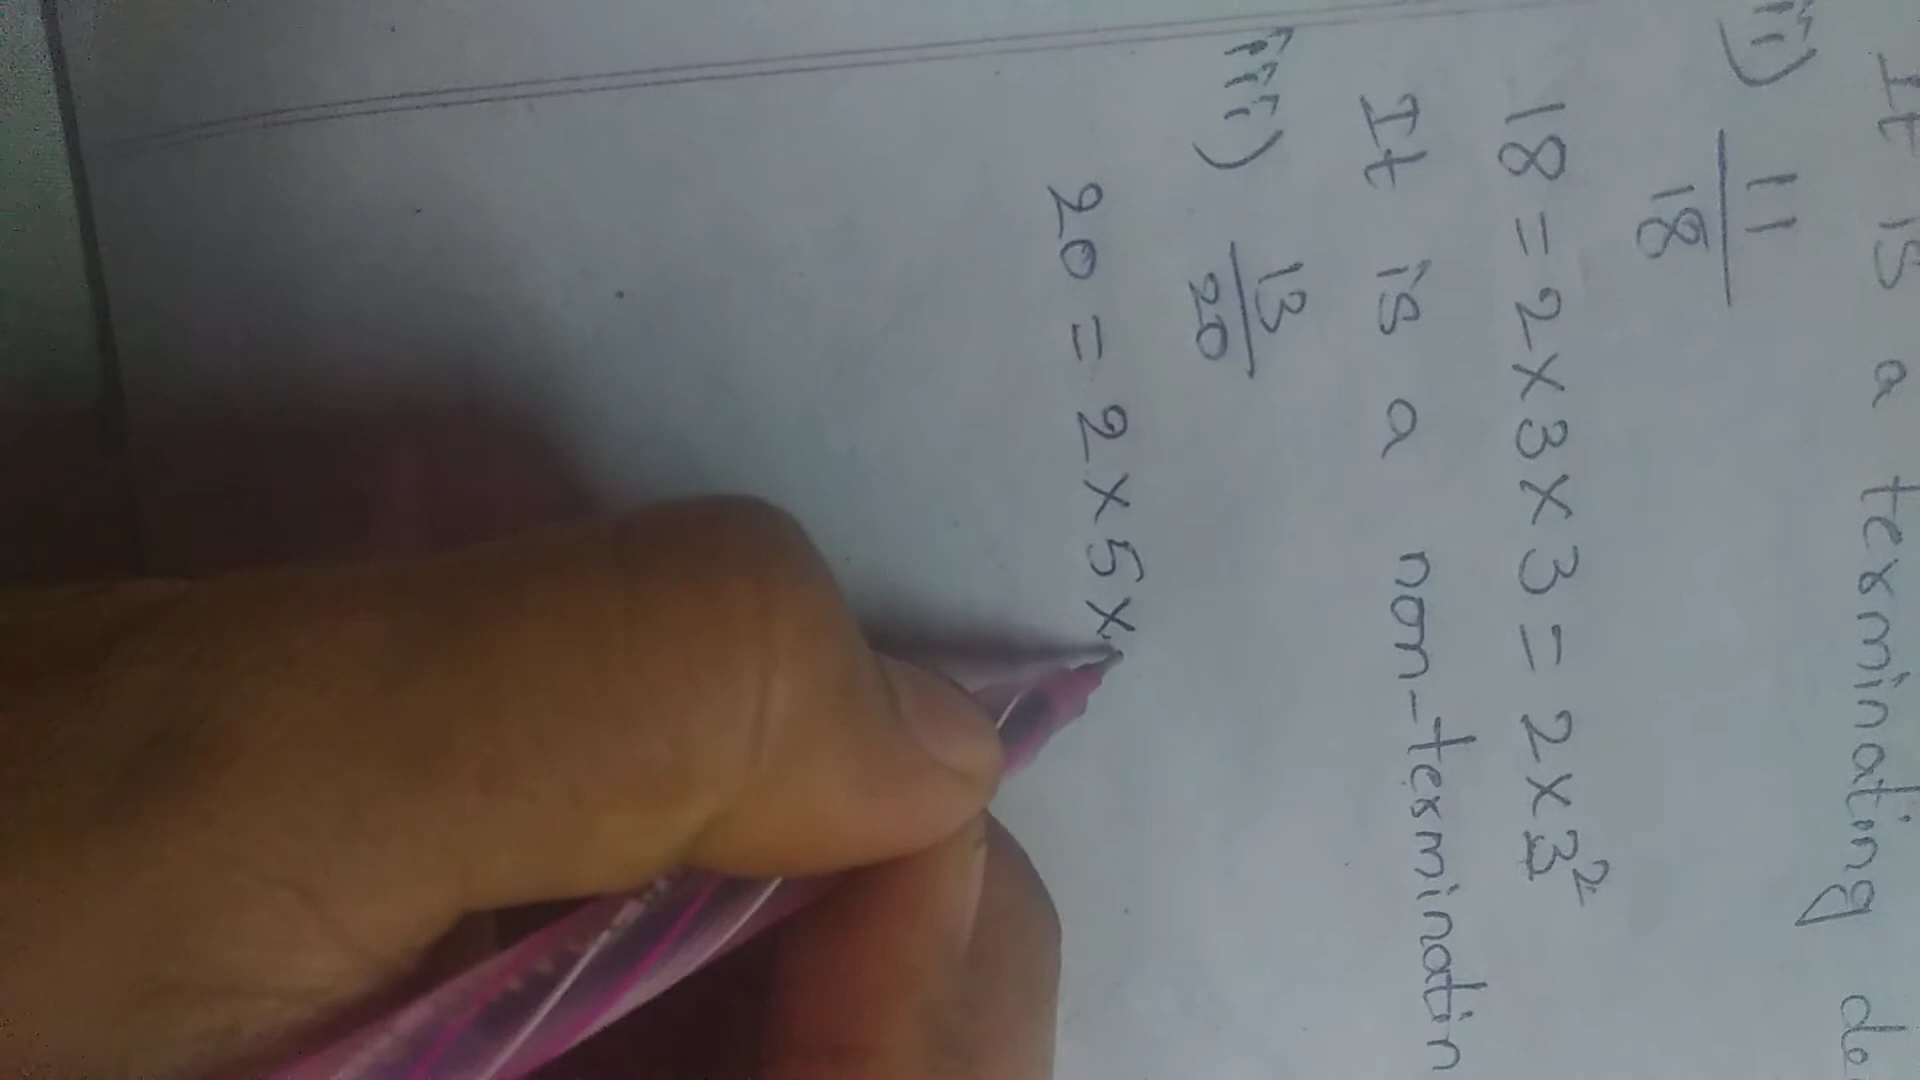 It is a terminating de
ii) 11/18
18 = 2×3×3 = 2×3²
It is a non-terminatin
iii) 13/20
20 = 2×5×